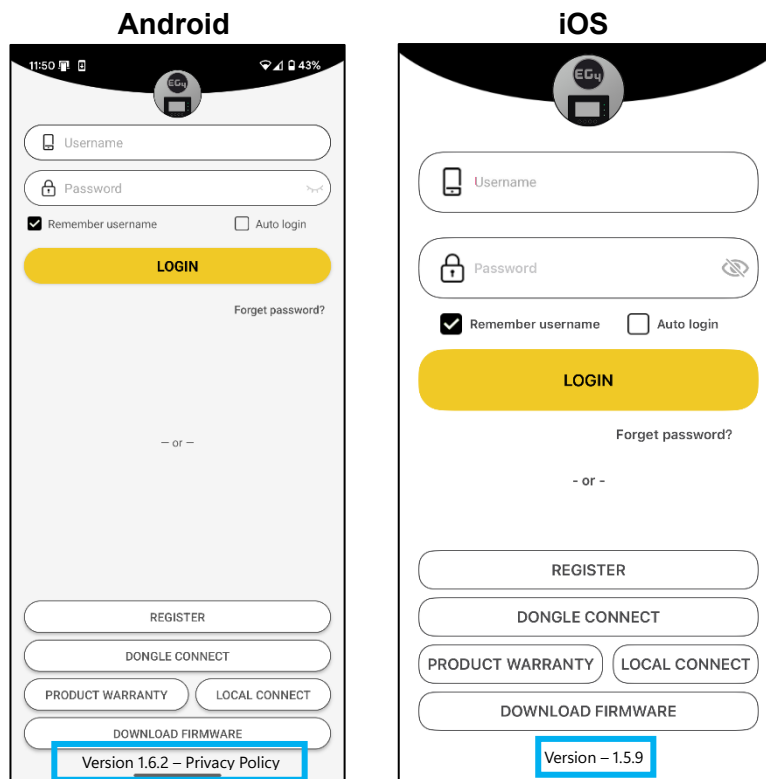 Android
11:50 43%
EG4
Username
Password
Remember username Auto login
LOGIN
Forget password?
— or —
REGISTER
DONGLE CONNECT
PRODUCT WARRANTY LOCAL CONNECT
DOWNLOAD FIRMWARE
Version 1.6.2 – Privacy Policy
iOS
EG4
Username
Password
Remember username Auto login
LOGIN
Forget password?
- or -
REGISTER
DONGLE CONNECT
PRODUCT WARRANTY LOCAL CONNECT
DOWNLOAD FIRMWARE
Version – 1.5.9